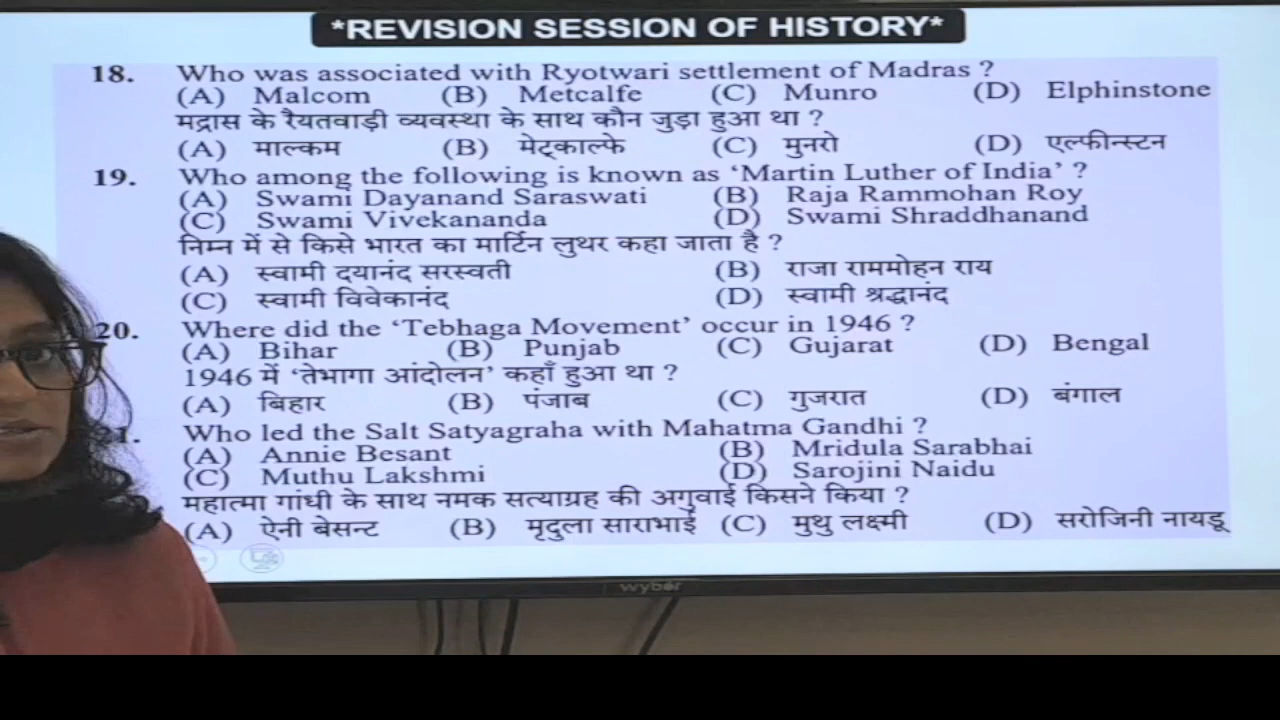 *REVISION SESSION OF HISTORY*
18. Who was associated with Ryotwari settlement of Madras ?
(A) Malcom (B) Metcalfe (C) Munro (D) Elphinstone
मद्रास के रैयतवाड़ी व्यवस्था के साथ कौन जुड़ा हुआ था ?
(A) माल्कम (B) मेट्काल्फे (C) मुनरो (D) एल्फीन्स्टन
19. Who among the following is known as ‘Martin Luther of India’ ?
(A) Swami Dayanand Saraswati (B) Raja Rammohan Roy
(C) Swami Vivekananda (D) Swami Shraddhanand
निम्न में से किसे भारत का मार्टिन लुथर कहा जाता है ?
(A) स्वामी दयानंद सरस्वती (B) राजा राममोहन राय
(C) स्वामी विवेकानंद (D) स्वामी श्रद्धानंद
20. Where did the ‘Tebhaga Movement’ occur in 1946 ?
(A) Bihar (B) Punjab (C) Gujarat (D) Bengal
1946 में ‘तेभागा आंदोलन’ कहाँ हुआ था ?
(A) बिहार (B) पंजाब (C) गुजरात (D) बंगाल
1. Who led the Salt Satyagraha with Mahatma Gandhi ?
(A) Annie Besant (B) Mridula Sarabhai
(C) Muthu Lakshmi (D) Sarojini Naidu
महात्मा गांधी के साथ नमक सत्याग्रह की अगुवाई किसने किया ?
(A) ऐनी बेसन्ट (B) मृदुला साराभाई (C) मुथु लक्ष्मी (D) सरोजिनी नायडू
wyber